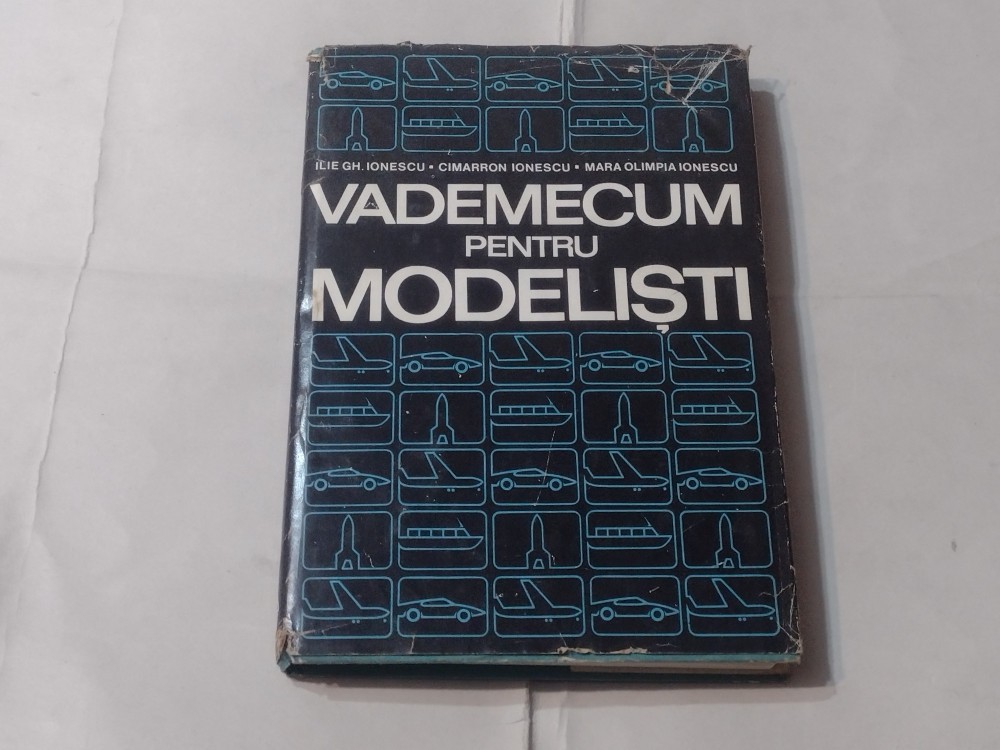 ILIE GH. IONESCU ▪ CIMARRON IONESCU ▪ MARA OLIMPIA IONESCU
VADEMECUM
PENTRU
MODELIȘTI